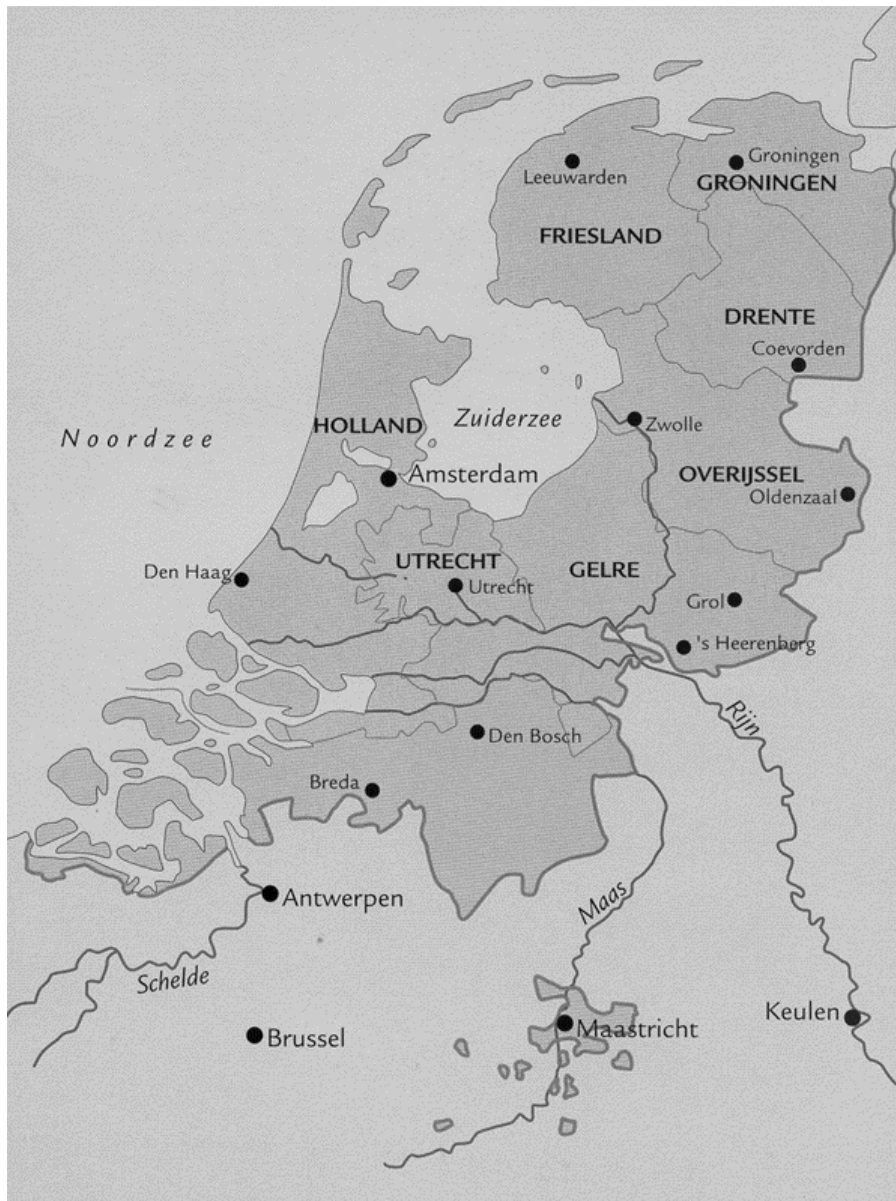 Groningen
Leeuwarden
GRONINGEN
FRIESLAND
DRENTE
Coevorden
HOLLAND
Zuiderzee
Zwolle
Noordzee
Amsterdam
OVERIJSSEL
Oldenzaal
UTRECHT
Den Haag
GELRE
Utrecht
Grol
's Heerenberg
Rijn
Den Bosch
Breda
Antwerpen
Maas
Schelde
Keulen
Maastricht
Brussel